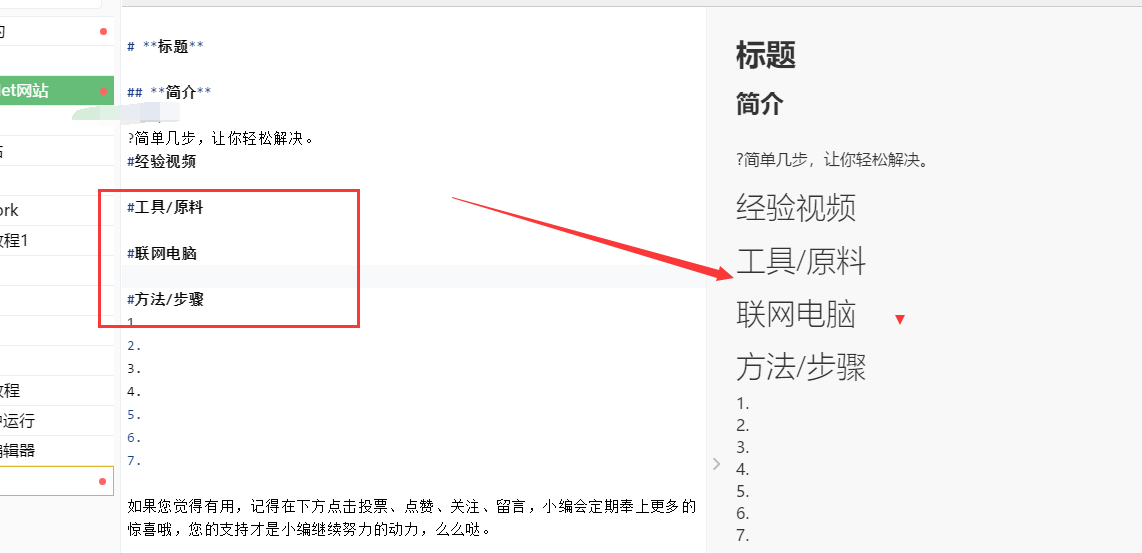 let网站
ork
程1
程
运行
辑器
# **标题**
## **简介**
?简单几步，让你轻松解决。
#经验视频
#工具/原料
#联网电脑
#方法/步骤
1.
2.
3.
4.
5.
6.
7.
如果您觉得有用，记得在下方点击投票、点赞、关注、留言，小编会定期奉上更多的
惊喜哦，您的支持才是小编继续努力的动力，么么哒。
标题
简介
?简单几步，让你轻松解决。
经验视频
工具/原料
联网电脑
方法/步骤
1.
2.
3.
4.
5.
6.
7.